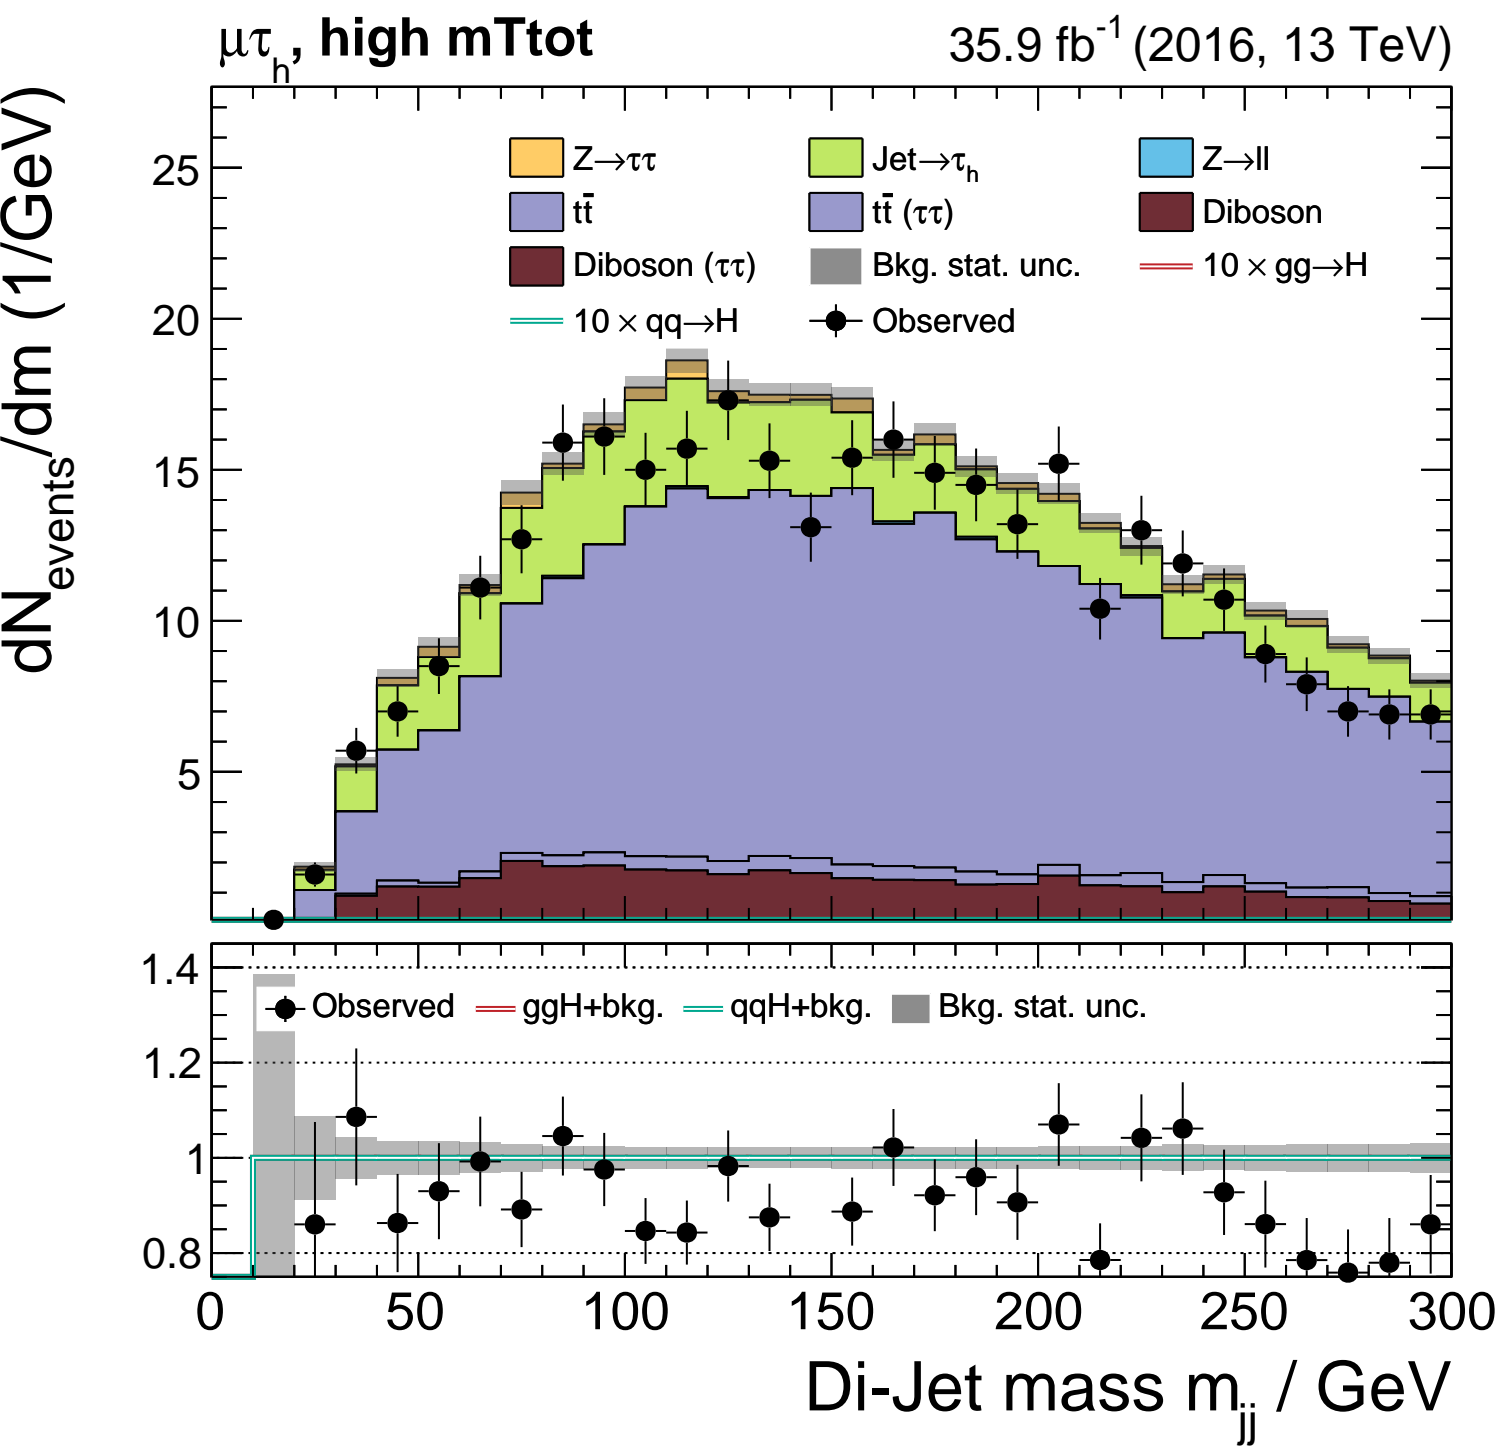 μτh, high mTtot 35.9 fb-1 (2016, 13 TeV)
dNevents/dm (1/GeV)
25
20
15
10
5
Z→ττ Jet→τh Z→ll
tt̄ tt̄ (ττ) Diboson
Diboson (ττ) Bkg. stat. unc. 10 × gg→H
10 × qq→H Observed
1.4
1.2
1
0.8
Observed ggH+bkg. qqH+bkg. Bkg. stat. unc.
0 50 100 150 200 250 300
Di-Jet mass mjj / GeV